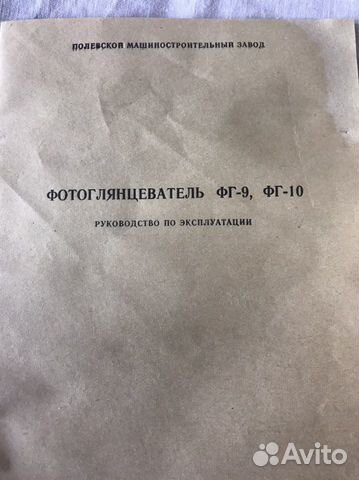 ПОЛЕВСКОЙ МАШИНОСТРОИТЕЛЬНЫЙ ЗАВОД
ФОТОГЛЯНЦЕВАТЕЛЬ ФГ-9, ФГ-10
РУКОВОДСТВО ПО ЭКСПЛУАТАЦИИ
Avito